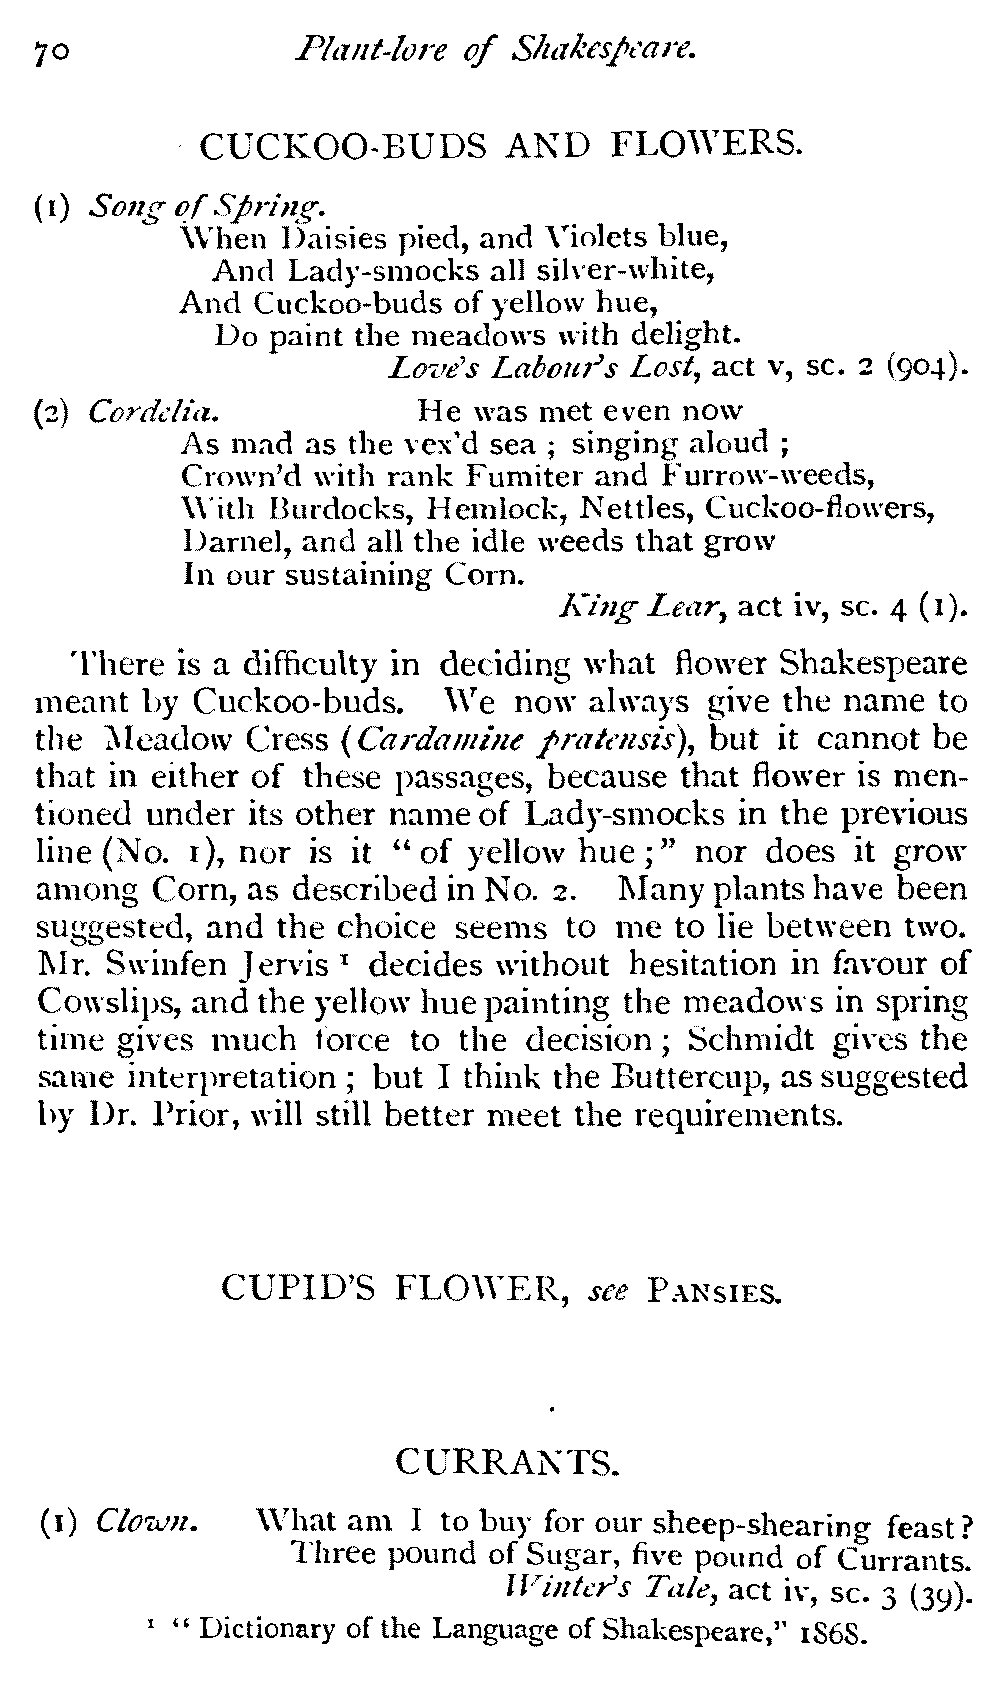 70 Plant-lore of Shakespeare.
CUCKOO-BUDS AND FLOWERS.
(1) Song of Spring.
When Daisies pied, and Violets blue,
And Lady-smocks all silver-white,
And Cuckoo-buds of yellow hue,
Do paint the meadows with delight.
Love's Labour's Lost, act v, sc. 2 (904).
(2) Cordelia. He was met even now
As mad as the vex'd sea ; singing aloud ;
Crown'd with rank Fumiter and Furrow-weeds,
With Burdocks, Hemlock, Nettles, Cuckoo-flowers,
Darnel, and all the idle weeds that grow
In our sustaining Corn.
King Lear, act iv, sc. 4 (1).
There is a difficulty in deciding what flower Shakespeare
meant by Cuckoo-buds. We now always give the name to
the Meadow Cress (Cardamine pratensis), but it cannot be
that in either of these passages, because that flower is men-
tioned under its other name of Lady-smocks in the previous
line (No. 1), nor is it “of yellow hue ;” nor does it grow
among Corn, as described in No. 2. Many plants have been
suggested, and the choice seems to me to lie between two.
Mr. Swinfen Jervis ¹ decides without hesitation in favour of
Cowslips, and the yellow hue painting the meadows in spring
time gives much force to the decision ; Schmidt gives the
same interpretation ; but I think the Buttercup, as suggested
by Dr. Prior, will still better meet the requirements.
CUPID'S FLOWER, see PANSIES.
CURRANTS.
(1) Clown. What am I to buy for our sheep-shearing feast?
Three pound of Sugar, five pound of Currants.
Winter's Tale, act iv, sc. 3 (39).
¹ “Dictionary of the Language of Shakespeare,” 1868.